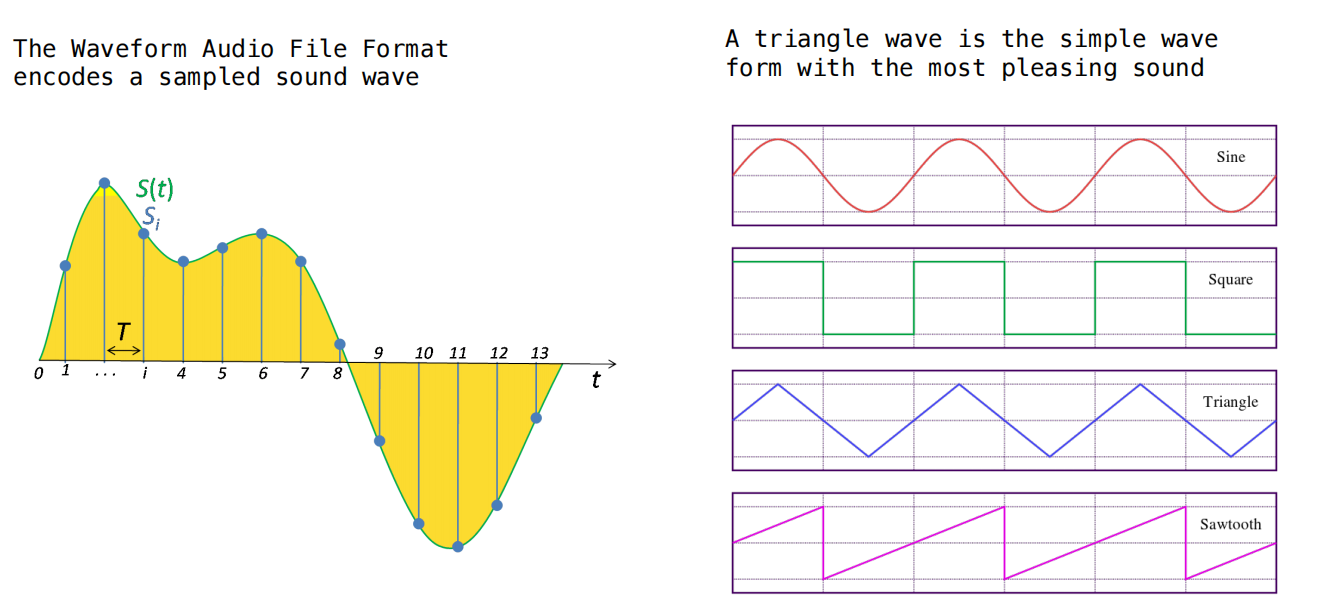 The Waveform Audio File Format
encodes a sampled sound wave
S(t)
Si
T
9 10 11 12 13
0 1 ... i 4 5 6 7 8
t
A triangle wave is the simple wave
form with the most pleasing sound
Sine
Square
Triangle
Sawtooth